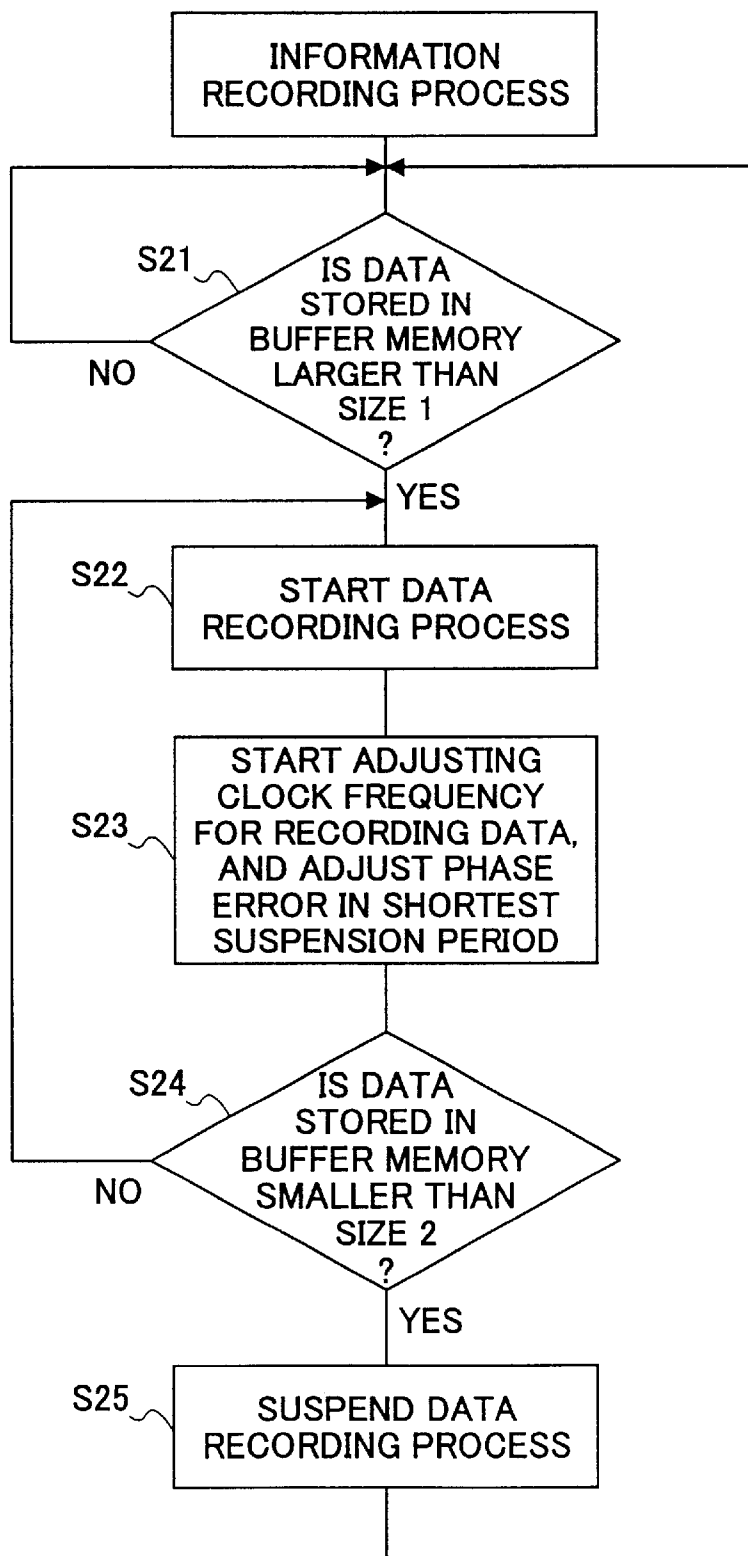 INFORMATION
RECORDING PROCESS
S21
IS DATA
STORED IN
BUFFER MEMORY
LARGER THAN
SIZE 1
?
NO
YES
S22
START DATA
RECORDING PROCESS
S23
START ADJUSTING
CLOCK FREQUENCY
FOR RECORDING DATA,
AND ADJUST PHASE
ERROR IN SHORTEST
SUSPENSION PERIOD
S24
IS DATA
STORED IN
BUFFER MEMORY
SMALLER THAN
SIZE 2
?
NO
YES
S25
SUSPEND DATA
RECORDING PROCESS